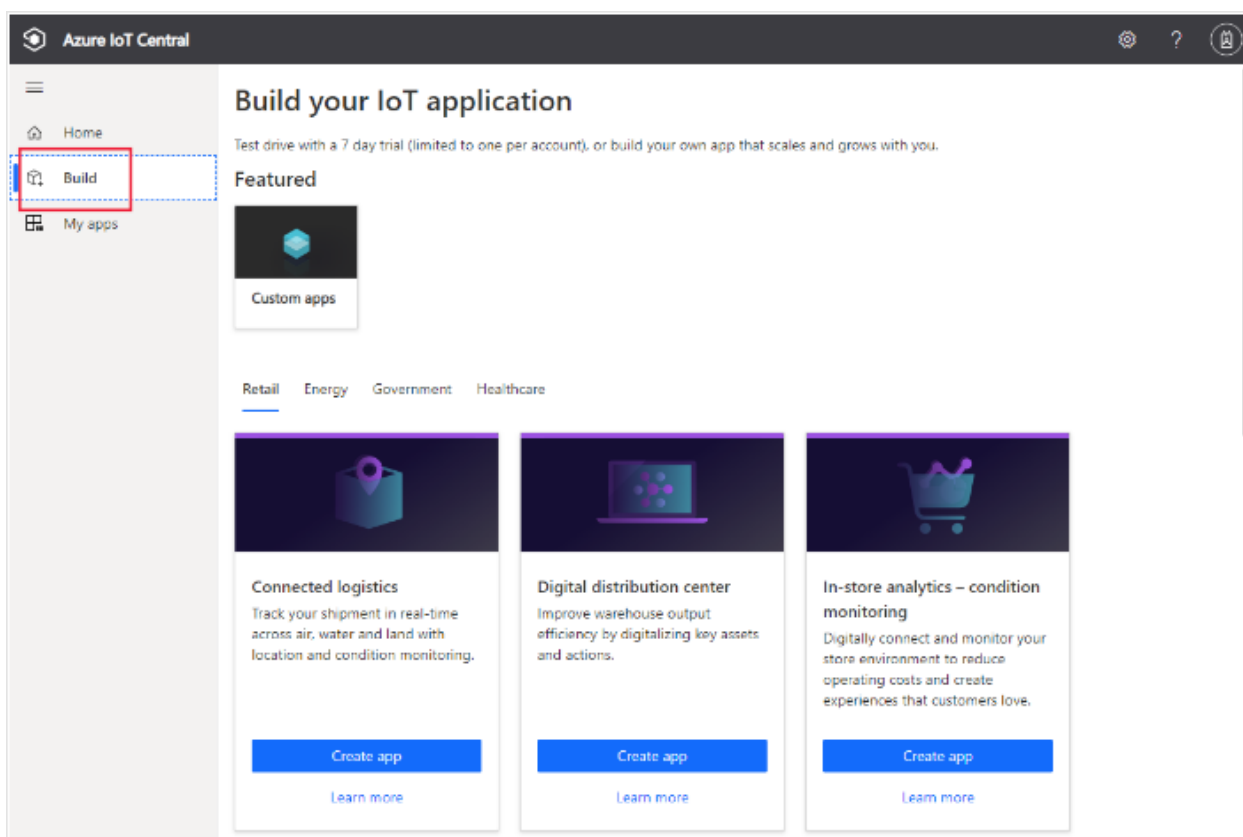 Azure IoT Central
?
Home
Build
My apps
Build your IoT application
Test drive with a 7 day trial (limited to one per account), or build your own app that scales and grows with you.
Featured
Custom apps
Retail Energy Government Healthcare
Connected logistics
Track your shipment in real-time
across air, water and land with
location and condition monitoring.
Create app
Learn more
Digital distribution center
Improve warehouse output
efficiency by digitalizing key assets
and actions.
Create app
Learn more
In-store analytics – condition
monitoring
Digitally connect and monitor your
store environment to reduce
operating costs and create
experiences that customers love.
Create app
Learn more